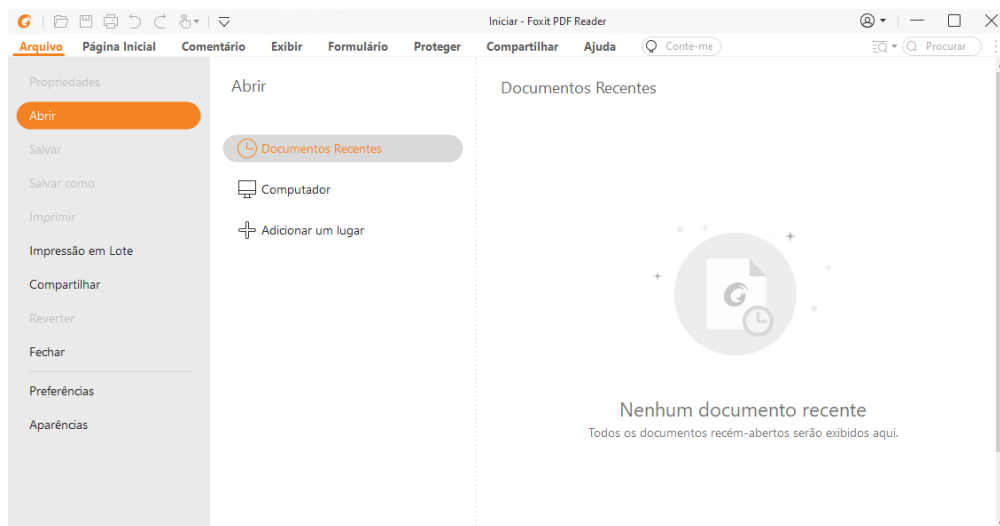 Iniciar - Foxit PDF Reader
Arquivo Página Inicial Comentário Exibir Formulário Proteger Compartilhar Ajuda Conte-me Procurar
Propriedades
Abrir
Salvar
Salvar como
Imprimir
Impressão em Lote
Compartilhar
Reverter
Fechar
Preferências
Aparências
Abrir
Documentos Recentes
Computador
Adicionar um lugar
Documentos Recentes
Nenhum documento recente
Todos os documentos recém-abertos serão exibidos aqui.